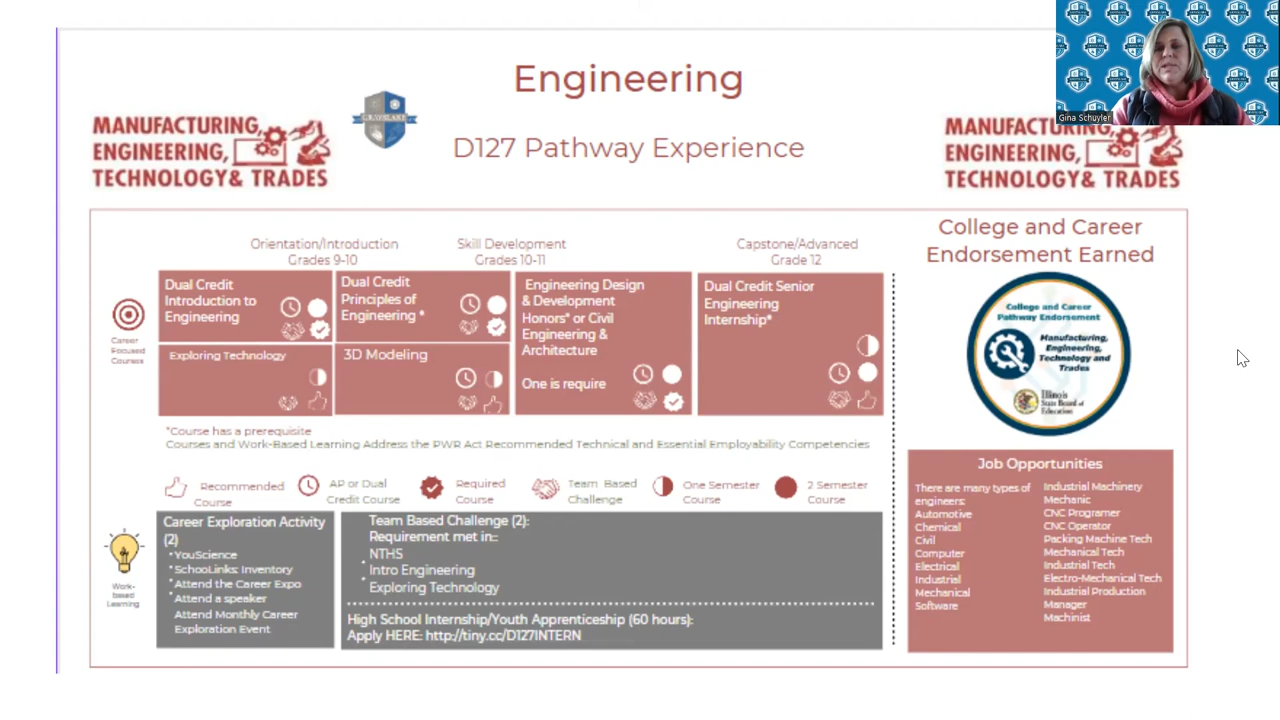 Engineering
D127 Pathway Experience
GRAYSLAKE
MANUFACTURING,
ENGINEERING,
TECHNOLOGY& TRADES
MANUFACTURING,
ENGINEERING,
TECHNOLOGY& TRADES
Gina Schuyler
Orientation/Introduction
Grades 9-10
Skill Development
Grades 10-11
Capstone/Advanced
Grade 12
College and Career
Endorsement Earned
Career
Focused
Courses
Dual Credit
Introduction to
Engineering
Dual Credit
Principles of
Engineering *
Engineering Design
& Development
Honors* or Civil
Engineering &
Architecture
One is require
Dual Credit Senior
Engineering
Internship*
Exploring Technology
3D Modeling
College and Career
Pathway Endorsement
Manufacturing,
Engineering,
Technology and
Trades
Illinois
State Board of
Education
*Course has a prerequisite
Courses and Work-Based Learning Address the PWR Act Recommended Technical and Essential Employability Competencies
Recommended
Course
AP or Dual
Credit Course
Required
Course
Team Based
Challenge
One Semester
Course
2 Semester
Course
Work-
based
Learning
Career Exploration Activity
(2)
*YouScience
*SchooLinks: Inventory
*Attend the Career Expo
*Attend a speaker
Attend Monthly Career
Exploration Event
Team Based Challenge (2):
Requirement met in::
NTHS
*Intro Engineering
*Exploring Technology
High School Internship/Youth Apprenticeship (60 hours):
Apply HERE: http://tiny.cc/D127INTERN
Job Opportunities
There are many types of
engineers:
Automotive
Chemical
Civil
Computer
Electrical
Industrial
Mechanical
Software
Industrial Machinery
Mechanic
CNC Programer
CNC Operator
Packing Machine Tech
Mechanical Tech
Industrial Tech
Electro-Mechanical Tech
Industrial Production
Manager
Machinist